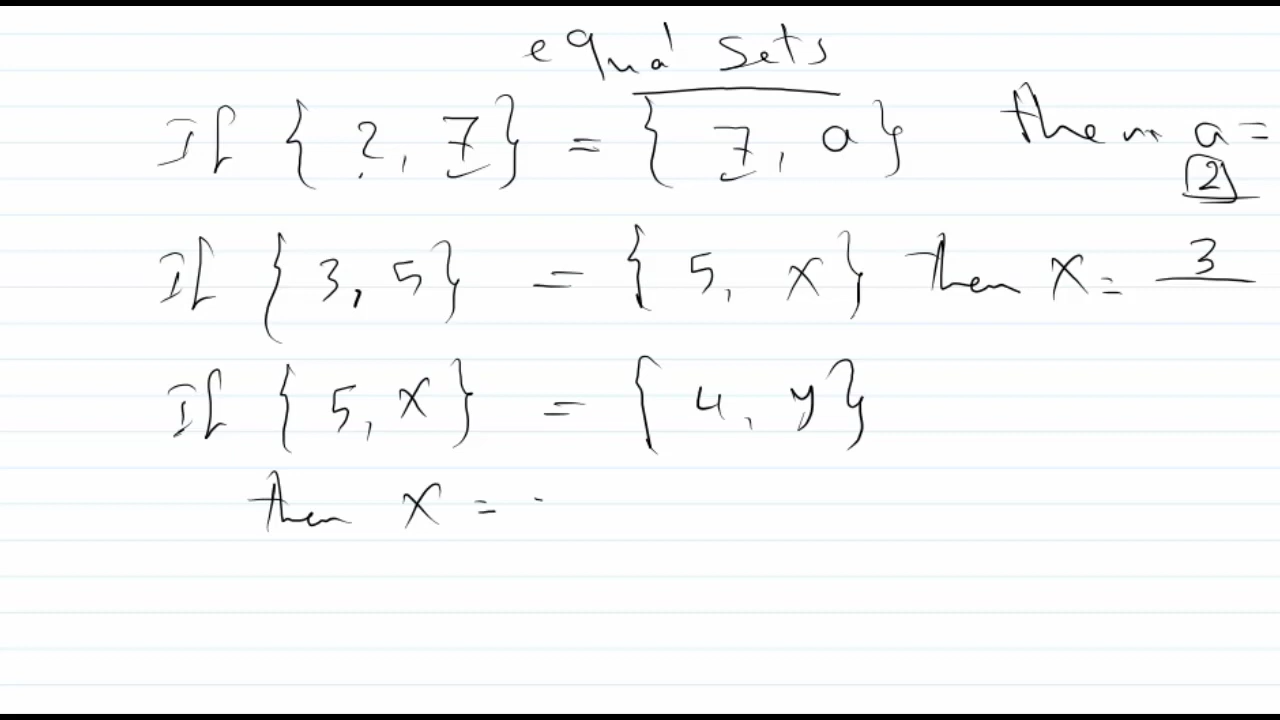 equal sets
If { 2, 7 } = { 7, a } then a =
2
If { 3, 5 } = { 5, x } then x = 3
If { 5, x } = { 4, y }
then x =